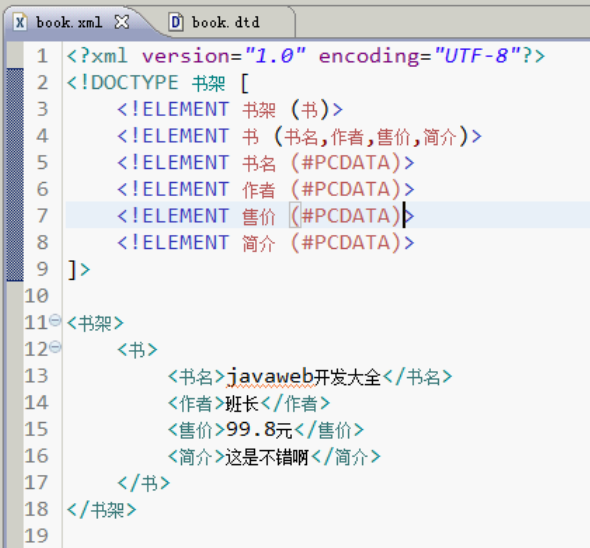 book.xml book.dtd
1 <?xml version="1.0" encoding="UTF-8"?>
2 <!DOCTYPE 书架 [
3 <!ELEMENT 书架 (书)>
4 <!ELEMENT 书 (书名,作者,售价,简介)>
5 <!ELEMENT 书名 (#PCDATA)>
6 <!ELEMENT 作者 (#PCDATA)>
7 <!ELEMENT 售价 (#PCDATA)>
8 <!ELEMENT 简介 (#PCDATA)>
9 ]>
10
11 <书架>
12 <书>
13 <书名>javaweb开发大全</书名>
14 <作者>班长</作者>
15 <售价>99.8元</售价>
16 <简介>这是不错啊</简介>
17 </书>
18 </书架>
19